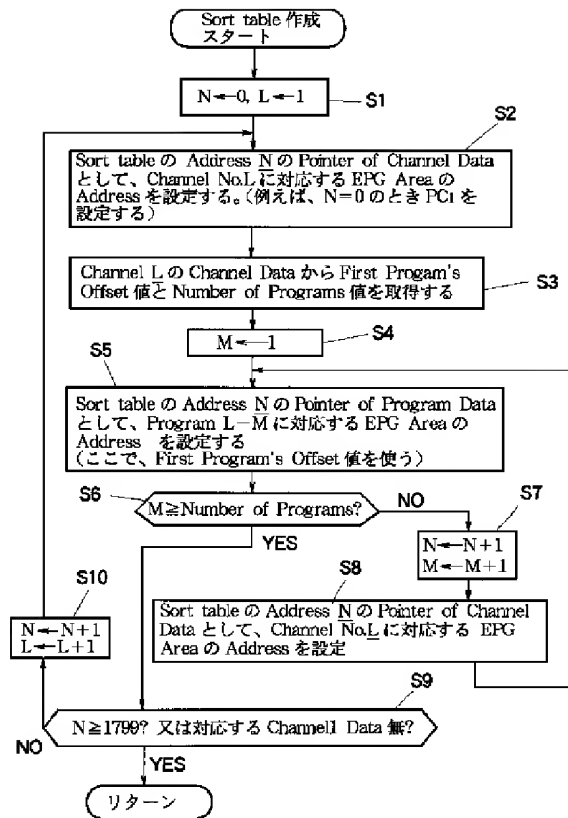 Sort table 作成
スタート
N←0, L←1
S1
S2
Sort table の Address N の Pointer of Channel Data
として、Channel No.L に対応する EPG Area の
Address を設定する。(例えば、N=0 のとき PC1 を
設定する)
Channel L の Channel Data から First Progam's
Offset 値と Number of Programs 値を取得する
S3
S4
M←1
S5
Sort table の Address N の Pointer of Program Data
として、Program L-M に対応する EPG Area の
Address を設定する
(ここで、First Program's Offset 値を使う)
S6
M≧Number of Programs?
NO
YES
S7
N←N+1
M←M+1
S8
Sort table の Address N の Pointer of Channel
Data として、Channel No.L に対応する EPG
Area の Address を設定
S10
N←N+1
L←L+1
S9
N≧1799? 又は対応する Channel1 Data 無?
NO
YES
リターン